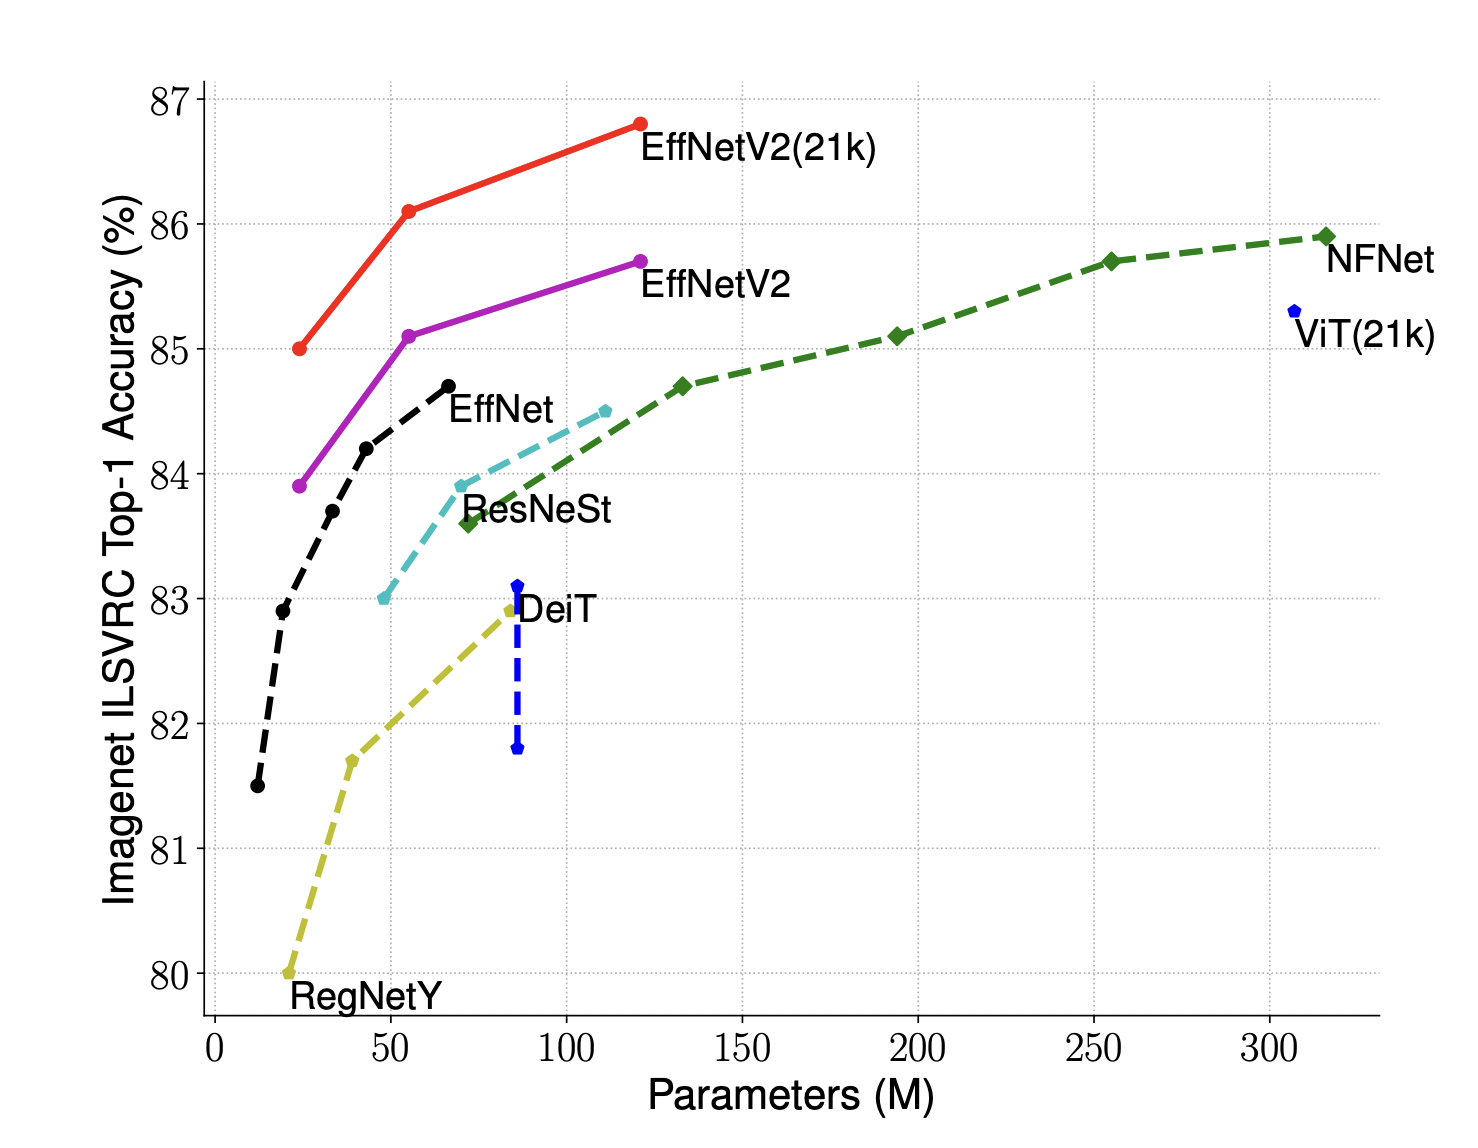 87
EffNetV2(21k)
86
NFNet
EffNetV2
ViT(21k)
85
EffNet
84
ResNeSt
83
DeiT
82
81
80
RegNetY
Imagenet ILSVRC Top-1 Accuracy (%)
0 50 100 150 200 250 300
Parameters (M)